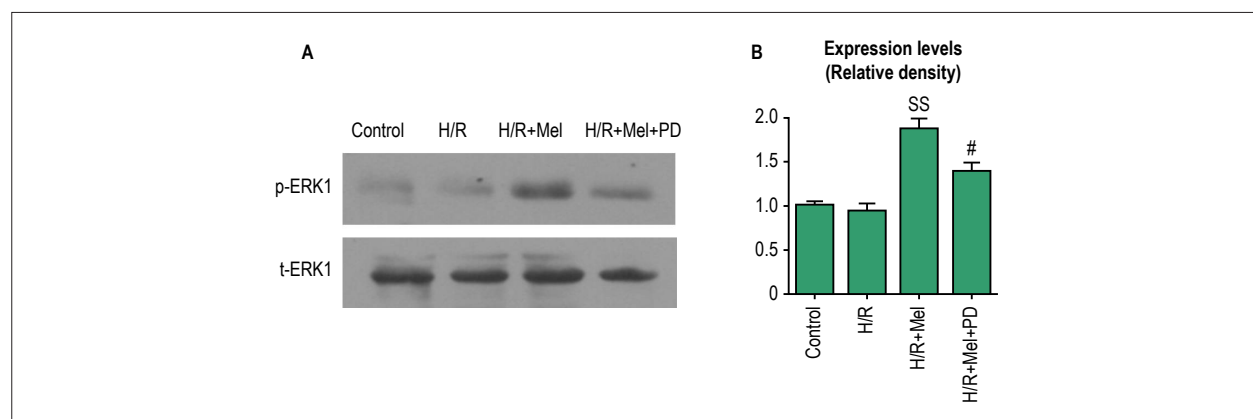 A
Control H/R H/R+Mel H/R+Mel+PD
p-ERK1
t-ERK1
B
Expression levels
(Relative density)
2.0
1.5
1.0
0.5
0
SS
#
Control
H/R
H/R+Mel
H/R+Mel+PD